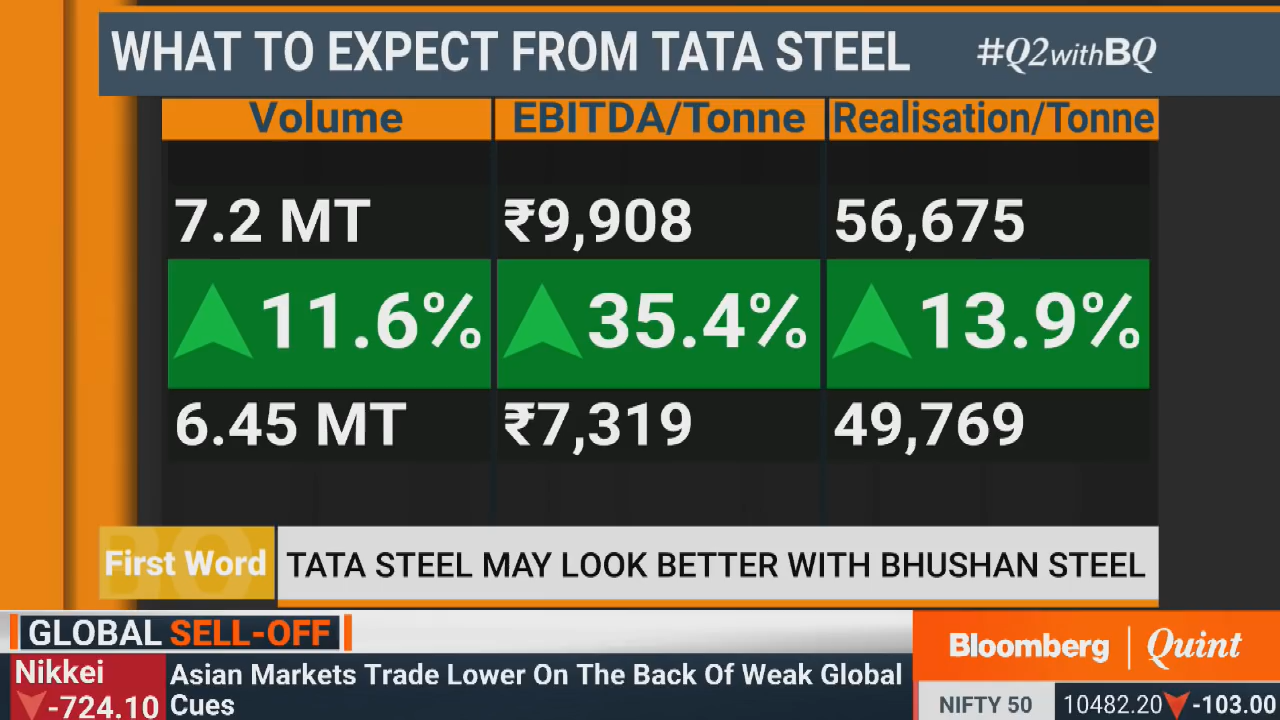 WHAT TO EXPECT FROM TATA STEEL #Q2withBQ
Volume EBITDA/Tonne Realisation/Tonne
7.2 MT ₹9,908 56,675
11.6% 35.4% 13.9%
6.45 MT ₹7,319 49,769
First Word TATA STEEL MAY LOOK BETTER WITH BHUSHAN STEEL
GLOBAL SELL-OFF
Bloomberg | Quint
Nikkei
-724.10
Asian Markets Trade Lower On The Back Of Weak Global
Cues
NIFTY 50 10482.20 -103.00